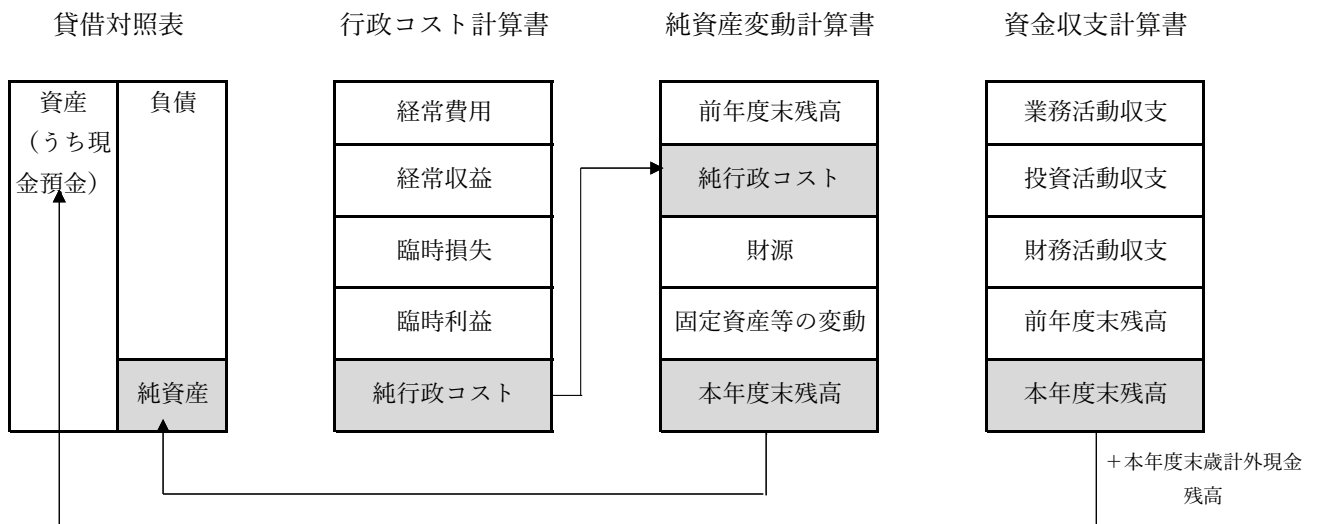 貸借対照表
行政コスト計算書
純資産変動計算書
資金収支計算書
資産
（うち現
金預金）
負債
純資産
経常費用
経常収益
臨時損失
臨時利益
純行政コスト
前年度末残高
純行政コスト
財源
固定資産等の変動
本年度末残高
業務活動収支
投資活動収支
財務活動収支
前年度末残高
本年度末残高
＋本年度末歳計外現金
残高